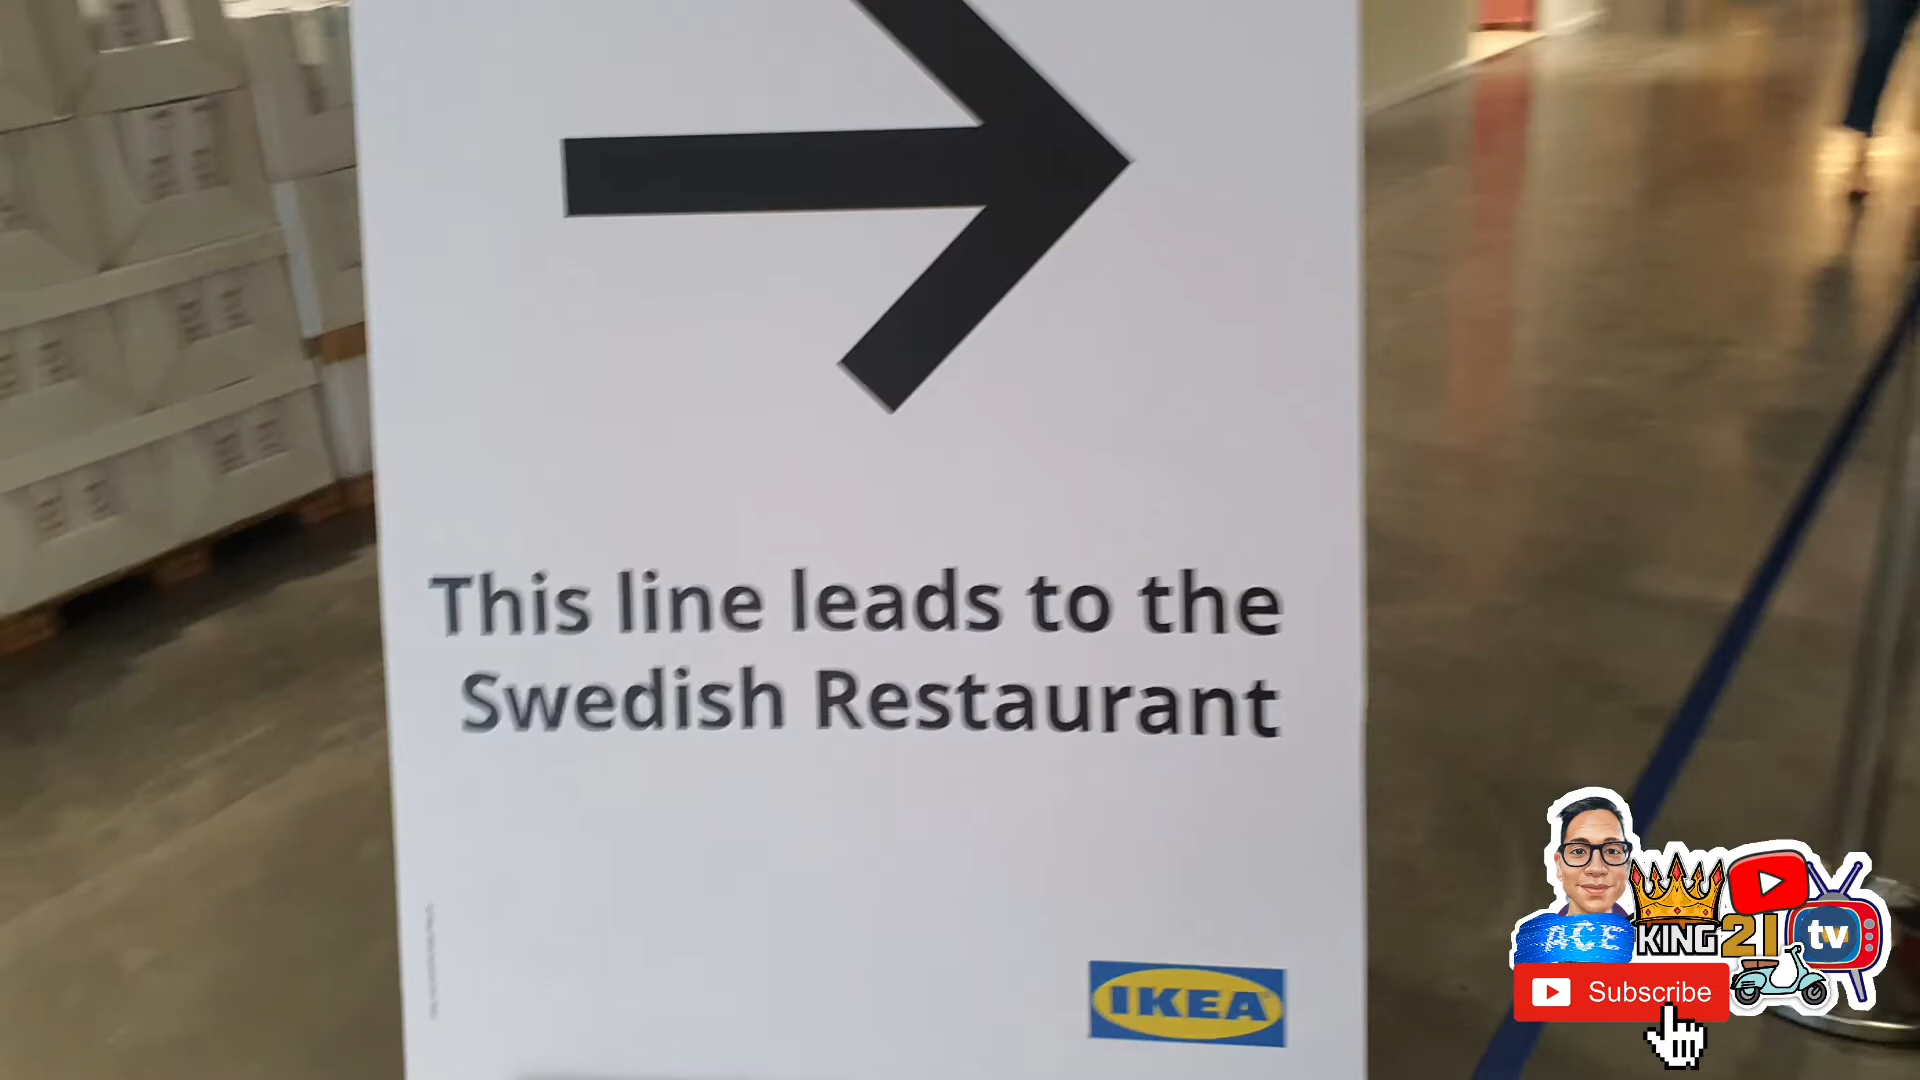 This line leads to the
Swedish Restaurant
IKEA
ACE KING 21 tv
Subscribe